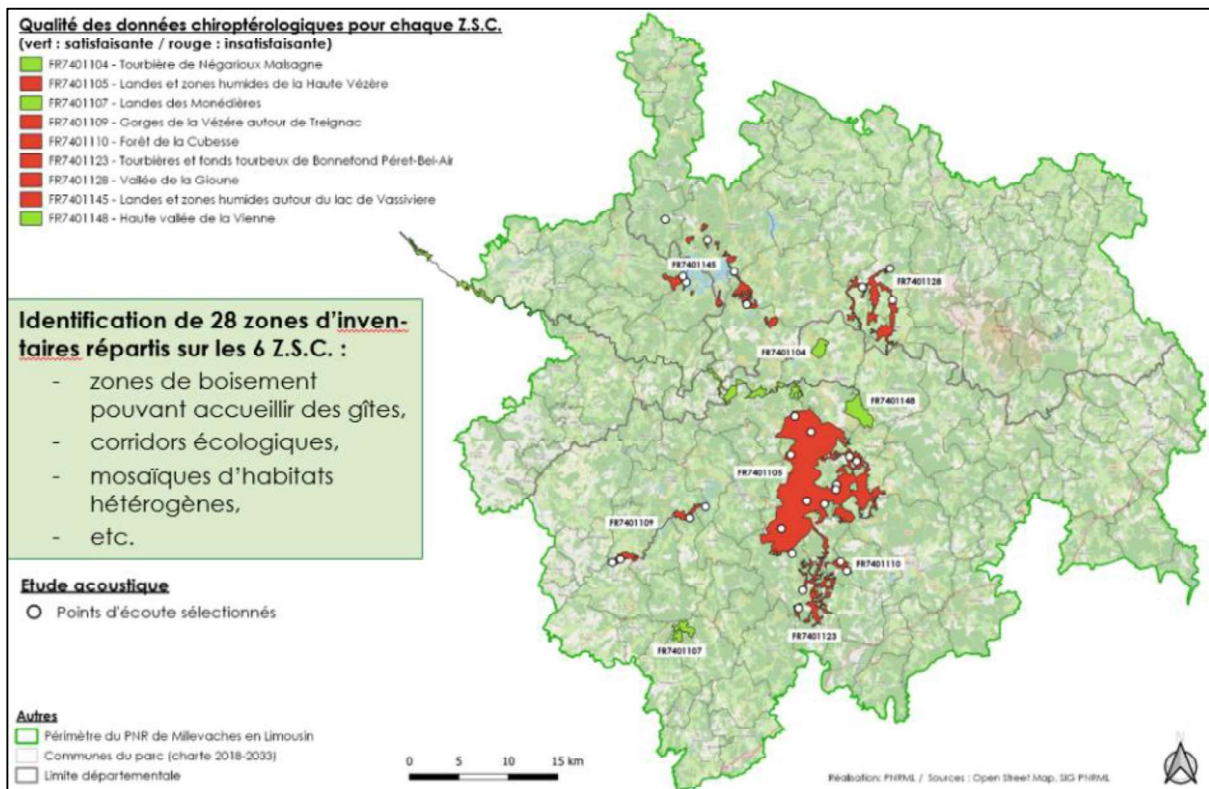 Qualité des données chiroptérologiques pour chaque Z.S.C.
(vert : satisfaisante / rouge : insatisfaisante)
FR7401104 - Tourbière de Négarioux Malsagne
FR7401105 - Landes et zones humides de la Haute Vézère
FR7401107 - Landes des Monédières
FR7401109 - Gorges de la Vézére autour de Treignac
FR7401110 - Forêt de la Cubesse
FR7401123 - Tourbières et fonds tourbeux de Bonnefond Péret-Bel-Air
FR7401128 - Vallée de la Gioune
FR7401145 - Landes et zones humides autour du lac de Vassiviere
FR7401148 - Haute vallée de la Vienne
Identification de 28 zones d'inven-
taires répartis sur les 6 Z.S.C. :
- zones de boisement
pouvant accueillir des gîtes,
- corridors écologiques,
- mosaïques d'habitats
hétérogènes,
- etc.
Etude acoustique
Points d'écoute sélectionnés
Autres
Périmètre du PNR de Millevaches en Limousin
Communes du parc (charte 2018-2033)
Limite départementale
FR7401145
FR7401128
FR7401104
FR7401148
FR7401105
FR7401109
FR7401110
FR7401107
FR7401123
0 5 10 15 km
Réalisation: PNRML / Sources : Open Street Map, SIG PNRML
N